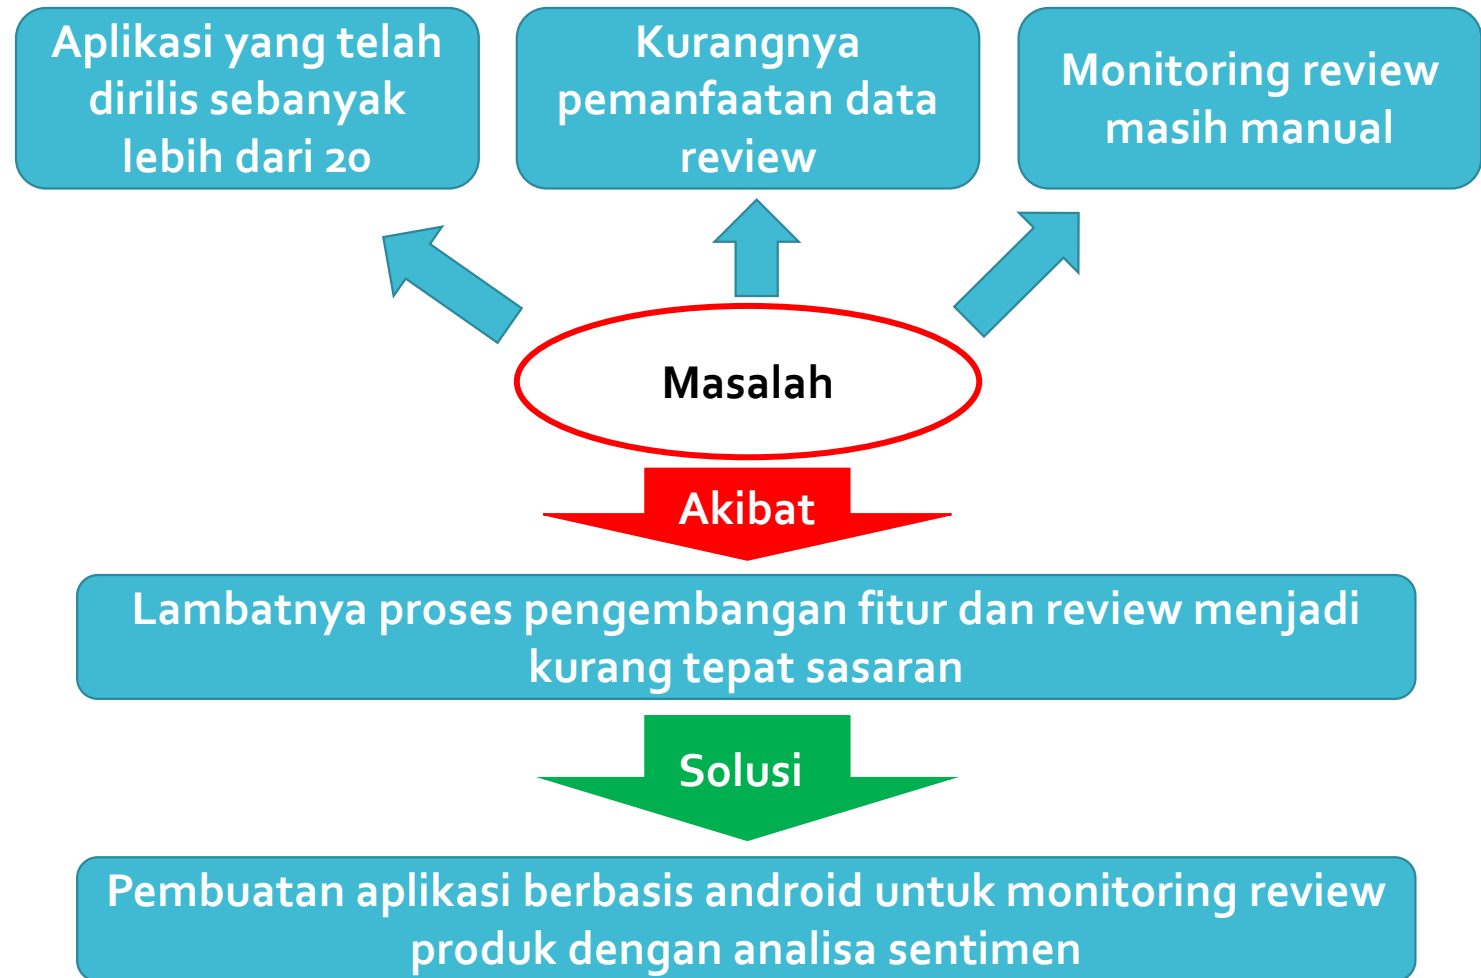 Aplikasi yang telah
dirilis sebanyak
lebih dari 20
Kurangnya
pemanfaatan data
review
Monitoring review
masih manual
Masalah
Akibat
Lambatnya proses pengembangan fitur dan review menjadi
kurang tepat sasaran
Solusi
Pembuatan aplikasi berbasis android untuk monitoring review
produk dengan analisa sentimen